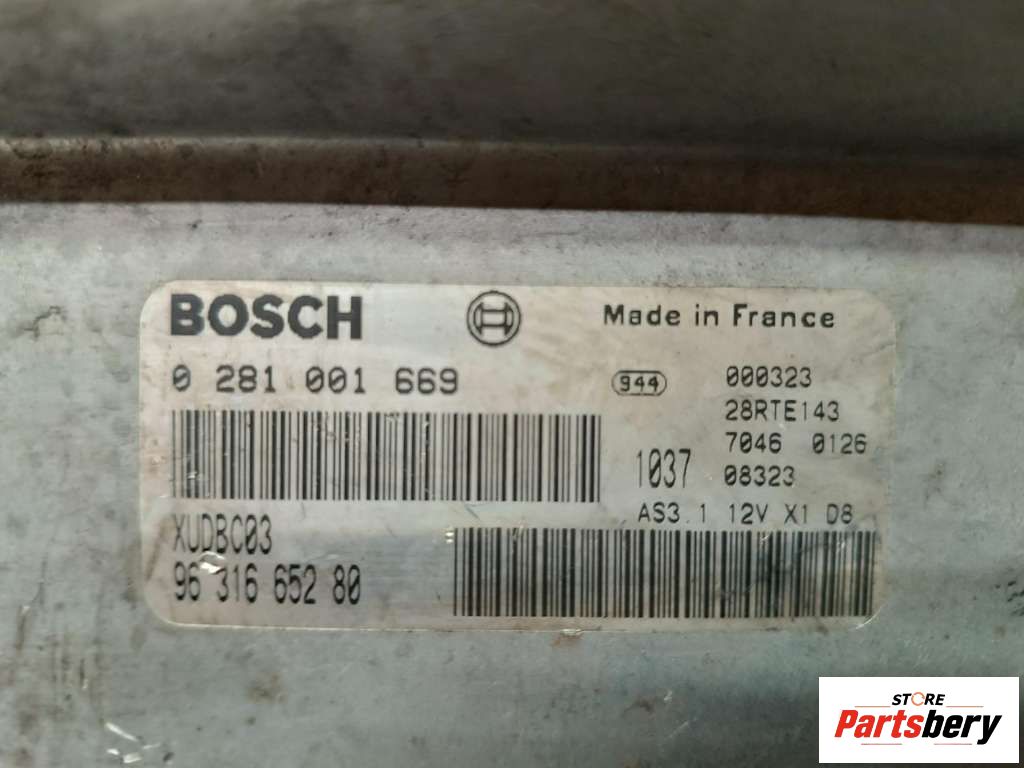 BOSCH
Made in France
0 281 001 669
944
000323
28RTE143
7046 0126
1037
08323
AS3.1 12V X1 D8
XUDBC03
96 316 652 80
STORE
Partsbery